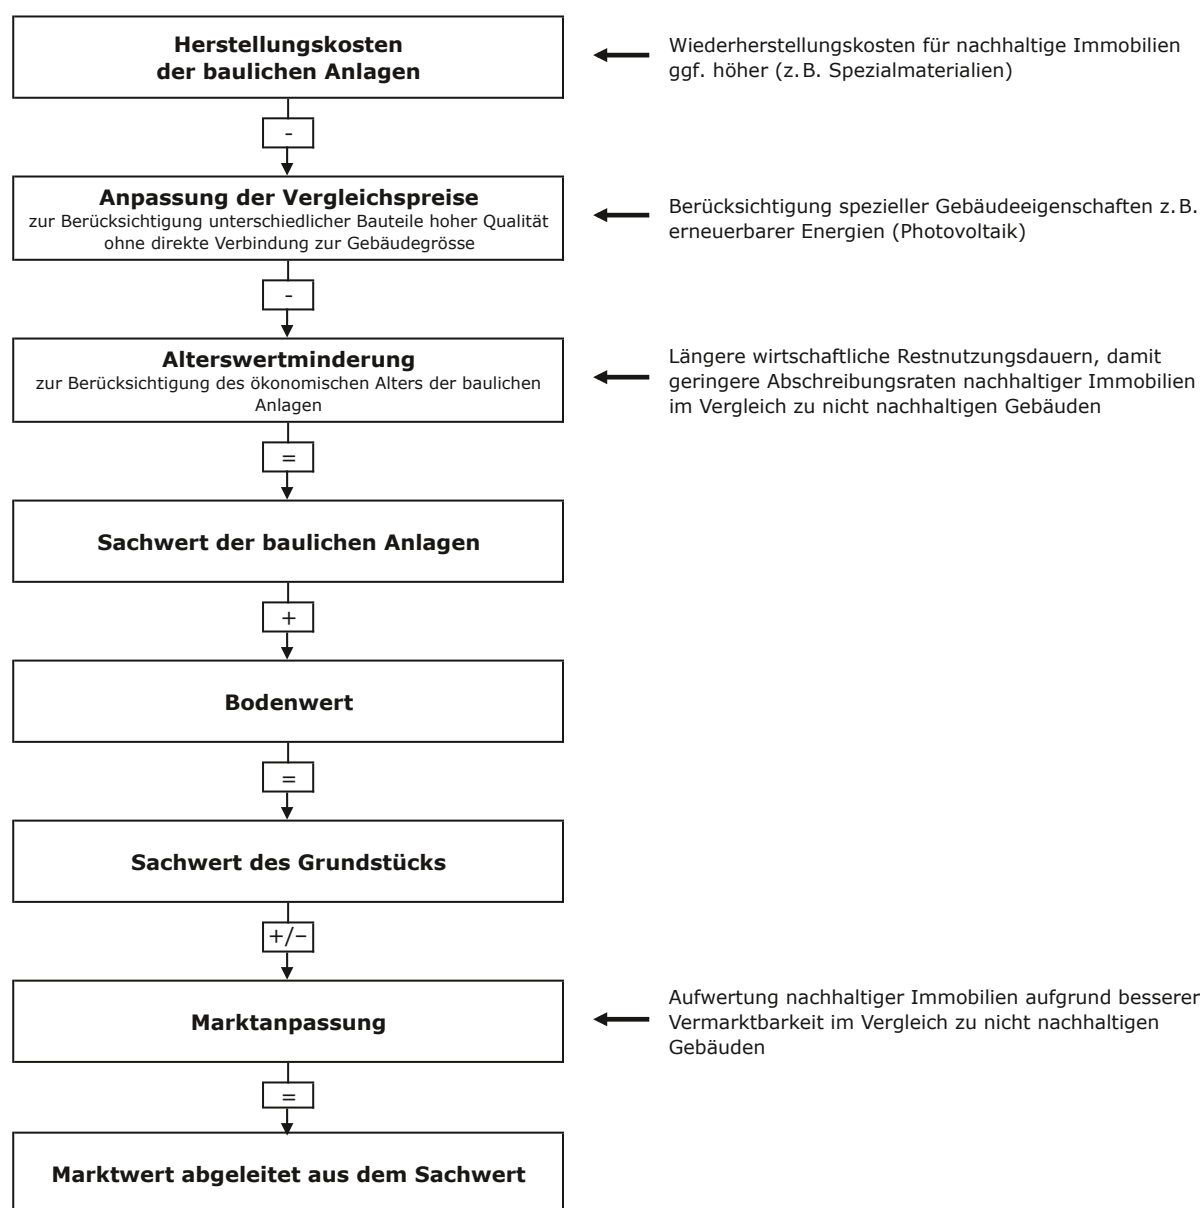 Herstellungskosten
der baulichen Anlagen
Wiederherstellungskosten für nachhaltige Immobilien
ggf. höher (z.B. Spezialmaterialien)
-
Anpassung der Vergleichspreise
zur Berücksichtigung unterschiedlicher Bauteile hoher Qualität
ohne direkte Verbindung zur Gebäudegrösse
Berücksichtigung spezieller Gebäudeeigenschaften z.B.
erneuerbarer Energien (Photovoltaik)
-
Alterswertminderung
zur Berücksichtigung des ökonomischen Alters der baulichen
Anlagen
Längere wirtschaftliche Restnutzungsdauern, damit
geringere Abschreibungsraten nachhaltiger Immobilien
im Vergleich zu nicht nachhaltigen Gebäuden
=
Sachwert der baulichen Anlagen
+
Bodenwert
=
Sachwert des Grundstücks
+/−
Marktanpassung
Aufwertung nachhaltiger Immobilien aufgrund besserer
Vermarktbarkeit im Vergleich zu nicht nachhaltigen
Gebäuden
=
Marktwert abgeleitet aus dem Sachwert